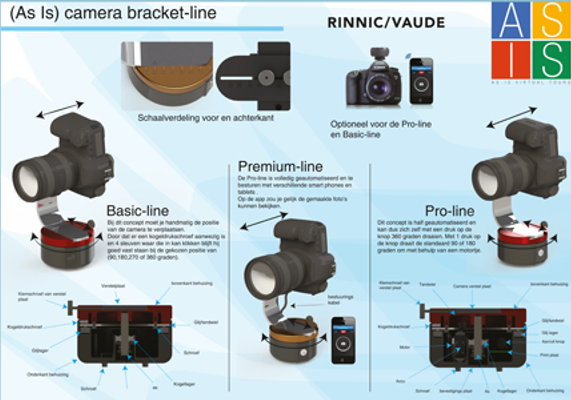 (As Is) camera bracket-line
RINNIC/VAUDE
A S
I S
AS IS VIRTUAL TOURS
Schaalverdeling voor en achterkant
Optioneel voor de Pro-line
en Basic-line
Basic-line
Bij dit concept moet je handmatig de positie
van de camera te verplaatsen.
Door dat er een kogeldrukschroef aanwezig is
en 4 sleuven waar die in kan klikken blijft hij
goed vast staan bij de gekozen positie van
(90,180,270 of 360 graden).
Premium-line
De Pro-line is volledig geautomatiseerd en te
besturen met verschillende smart phones en
tablets .
Op de app zou je gelijk de gemaakte foto's
kunnen bekijken.
Pro-line
Dit concept is half geautomatiseerd en
kan dus zich zelf met een druk op de
knop 360 graden draaien. Met 1 druk op
de knop draait de standaard 90 of 180
graden om met behulp van een motortje.
besturings
kabel
Klemschroef van verstel
plaat
Verstelplaat
bovenkant behuizing
Kogeldrukschroef
Glijlager
Onderkant behuizing
Schroef
Schroef
Kogellager
Klemschroef van verstel
plaat
Tandwiel
Camera verstel plaat
bovenkant behuizing
Kogeldrukschroef
Motor
Accu
Schroef
bevestigings plaat
As
Kogellager
Onderkant behuizing
Print plaat
Aan/uit knop
Glij lager